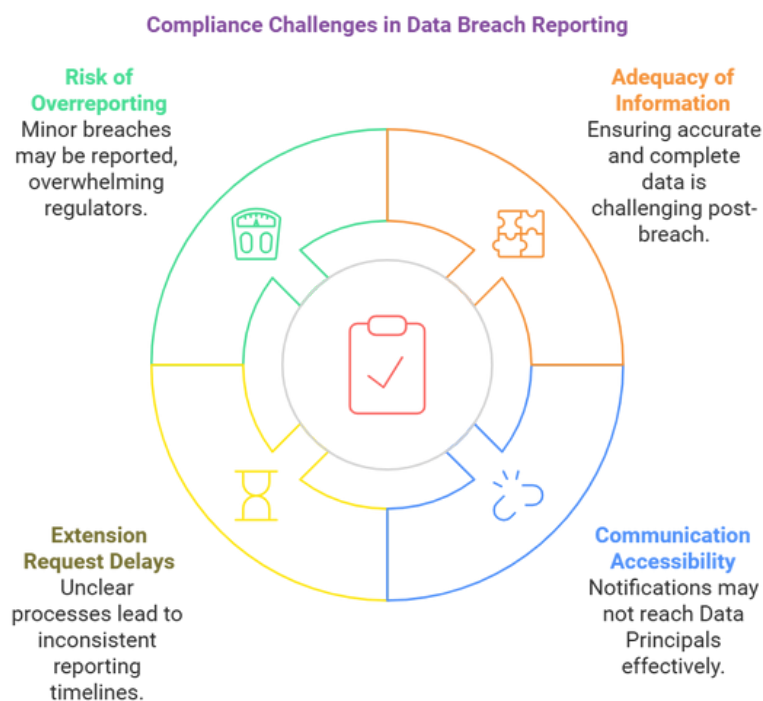 Compliance Challenges in Data Breach Reporting
Risk of
Overreporting
Minor breaches
may be reported,
overwhelming
regulators.
Adequacy of
Information
Ensuring accurate
and complete
data is
challenging post-
breach.
Extension
Request Delays
Unclear
processes lead to
inconsistent
reporting
timelines.
Communication
Accessibility
Notifications may
not reach Data
Principals
effectively.